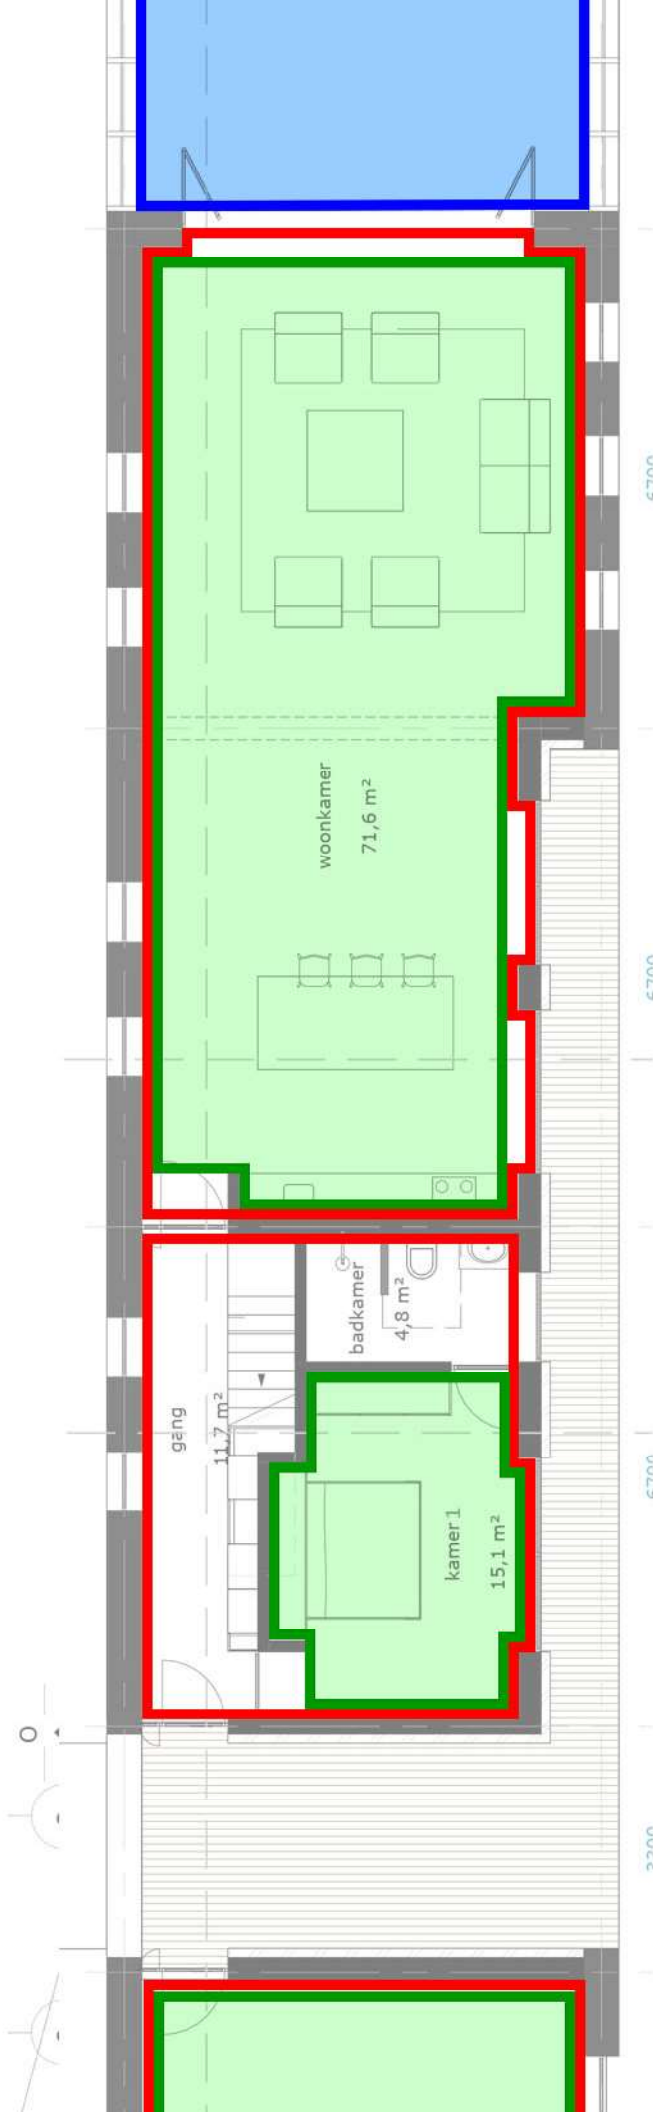 woonkamer
71,6 m²
badkamer
4,8 m²
gang
11,7 m²
kamer 1
15,1 m²
O